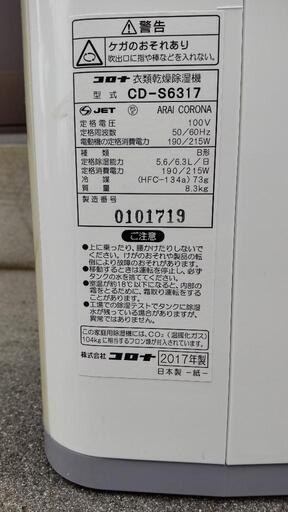 警告
ケガのおそれあり
吹出口に指や棒などを入れない。
コロナ 衣類乾燥除湿機
型式 CD-S6317
JET PS E ARAI CORONA
定格電圧 100V
定格周波数 50/60Hz
電動機の定格消費電力 190/215W
種類 B形
定格除湿能力 5.6/6.3L/日
定格消費電力 190/215W
冷媒 (HFC-134a) 73g
質量 8.3kg
製造番号
0101719
ご注意
●上に乗ったり、腰かけたりしないで
ください。けがのおそれや製品の転
倒により故障のおそれがあります。
●移動するときは運転を停止し、必ず
タンクの水を捨ててください。
●室温が約18℃以下になると、内部の
霜をとるために、霜取り運転をする
ことがあります。
●工場での除湿テストでタンクに除湿
水が残っている場合がありますが、
異常ではありません。
この家庭用除湿機には、CO₂（温暖化ガス）
104kgに相当するフロン類が封入されています。
株式会社 コロナ 2017年製
日本製 -紙-